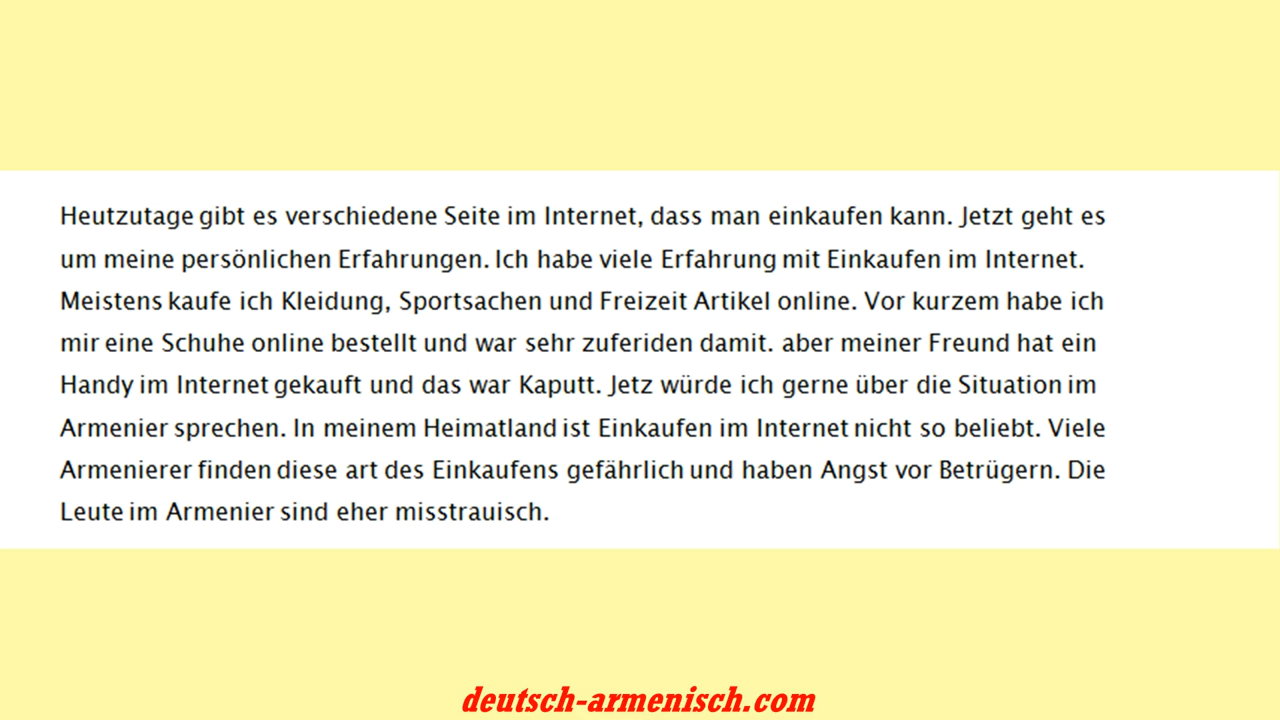 Heutzutage gibt es verschiedene Seite im Internet, dass man einkaufen kann. Jetzt geht es
um meine persönlichen Erfahrungen. Ich habe viele Erfahrung mit Einkaufen im Internet.
Meistens kaufe ich Kleidung, Sportsachen und Freizeit Artikel online. Vor kurzem habe ich
mir eine Schuhe online bestellt und war sehr zuferiden damit. aber meiner Freund hat ein
Handy im Internet gekauft und das war Kaputt. Jetz würde ich gerne über die Situation im
Armenier sprechen. In meinem Heimatland ist Einkaufen im Internet nicht so beliebt. Viele
Armenierer finden diese art des Einkaufens gefährlich und haben Angst vor Betrügern. Die
Leute im Armenier sind eher misstrauisch.
deutsch-armenisch.com